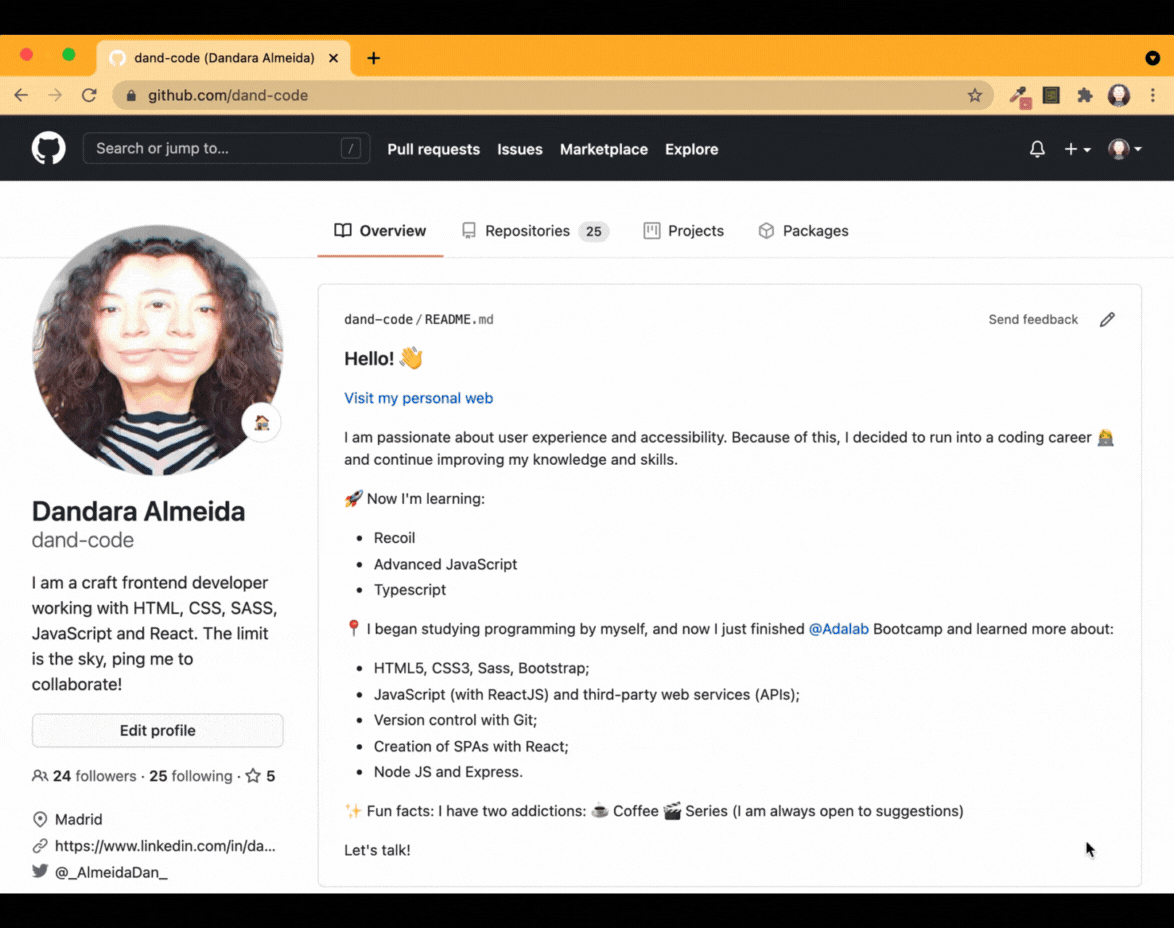 dand-code (Dandara Almeida)
github.com/dand-code
Search or jump to... /
Pull requests Issues Marketplace Explore
Overview Repositories 25 Projects Packages
dand-code / README.md Send feedback
Hello! 👋
Visit my personal web
I am passionate about user experience and accessibility. Because of this, I decided to run into a coding career 👩‍💻
and continue improving my knowledge and skills.
🚀 Now I'm learning:
• Recoil
• Advanced JavaScript
• Typescript
📍 I began studying programming by myself, and now I just finished @Adalab Bootcamp and learned more about:
• HTML5, CSS3, Sass, Bootstrap;
• JavaScript (with ReactJS) and third-party web services (APIs);
• Version control with Git;
• Creation of SPAs with React;
• Node JS and Express.
✨ Fun facts: I have two addictions: ☕ Coffee 🎬 Series (I am always open to suggestions)
Let's talk!
Dandara Almeida
dand-code
I am a craft frontend developer
working with HTML, CSS, SASS,
JavaScript and React. The limit
is the sky, ping me to
collaborate!
Edit profile
24 followers · 25 following · 5
Madrid
https://www.linkedin.com/in/da...
@_AlmeidaDan_